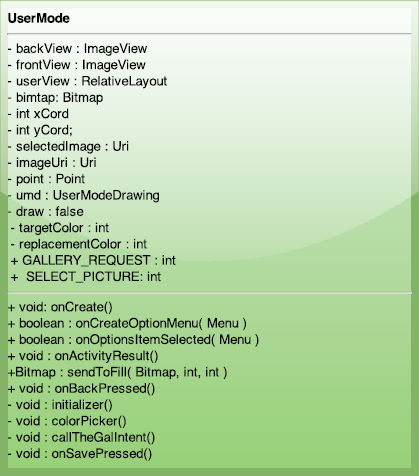 UserMode
- backView : ImageView
- frontView : ImageView
- userView : RelativeLayout
- bimtap: Bitmap
- int xCord
- int yCord;
- selectedImage : Uri
- imageUri : Uri
- point : Point
- umd : UserModeDrawing
- draw : false
- targetColor : int
- replacementColor : int
+ GALLERY_REQUEST : int
+ SELECT_PICTURE: int
+ void: onCreate()
+ boolean : onCreateOptionMenu( Menu )
+ boolean : onOptionsItemSelected( Menu )
+ void : onActivityResult()
+Bitmap : sendToFill( Bitmap, int, int )
+ void : onBackPressed()
- void : initializer()
- void : colorPicker()
- void : callTheGalIntent()
- void : onSavePressed()